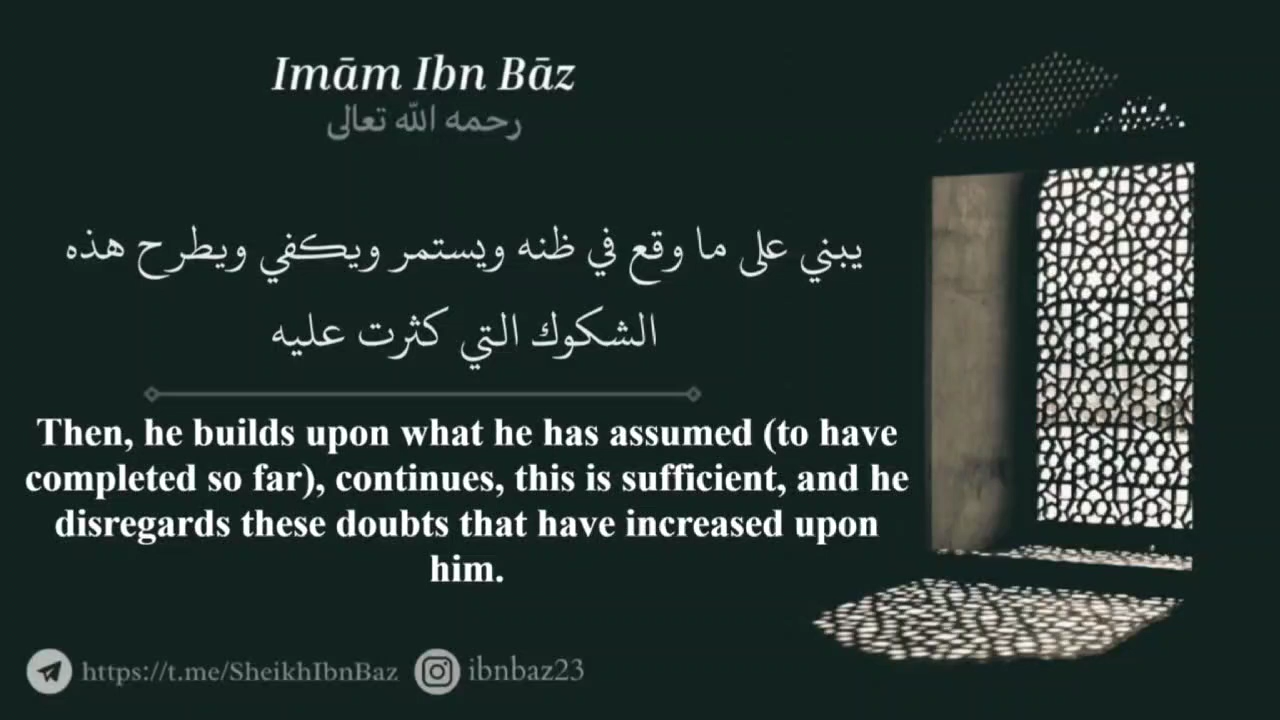 Imām Ibn Bāz
رحمه الله تعالى
يبني على ما وقع في ظنه ويستمر ويكفي ويطرح هذه
الشكوك التي كثرت عليه
Then, he builds upon what he has assumed (to have
completed so far), continues, this is sufficient, and he
disregards these doubts that have increased upon
him.
https://t.me/SheikhIbnBaz ibnbaz23